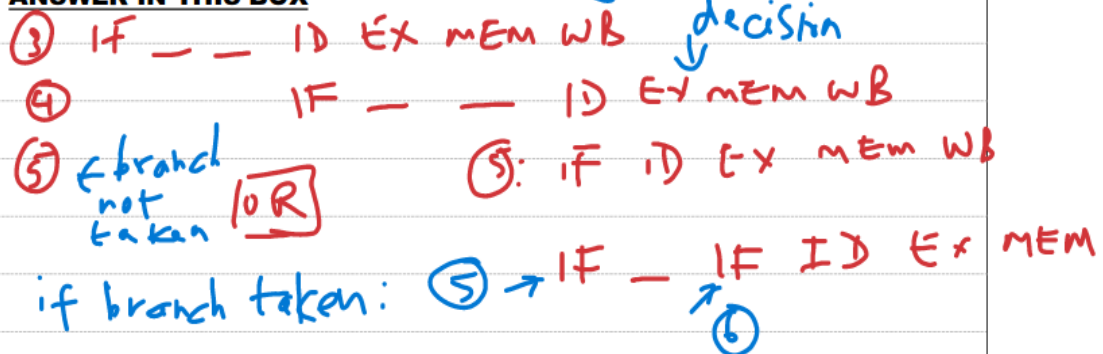 ANSWER IN THIS BOX
decision
③ IF _ _ ID EX MEM WB
④ IF _ _ ID EX MEM WB
⑤ ← branch not taken OR ⑤: IF ID EX MEM WB
if branch taken: ⑤ → IF _ IF ID EX MEM
⑥